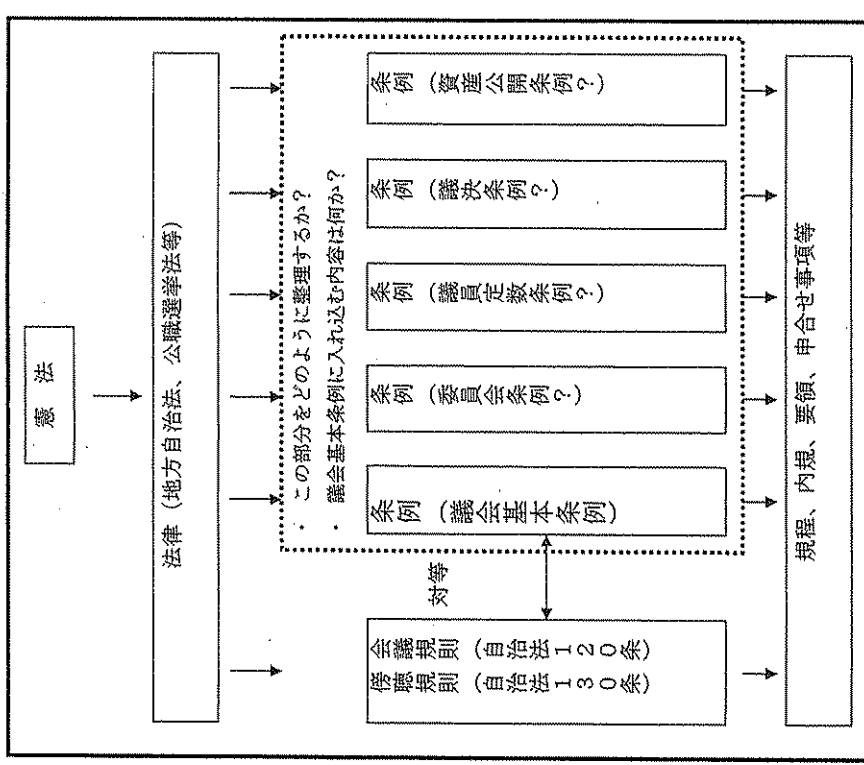 憲 法
法律（地方自治法、公職選挙法等）
・ この部分をどのように整理するか？
・ 議会基本条例に入れ込む内容は何か？
会議規則（自治法１２０条）
傍聴規則（自治法１３０条）
対等
条例（議会基本条例）
条例（委員会条例？）
条例（議員定数条例？）
条例（議決条例？）
条例（資産公開条例？）
規程、内規、要領、申合せ事項等